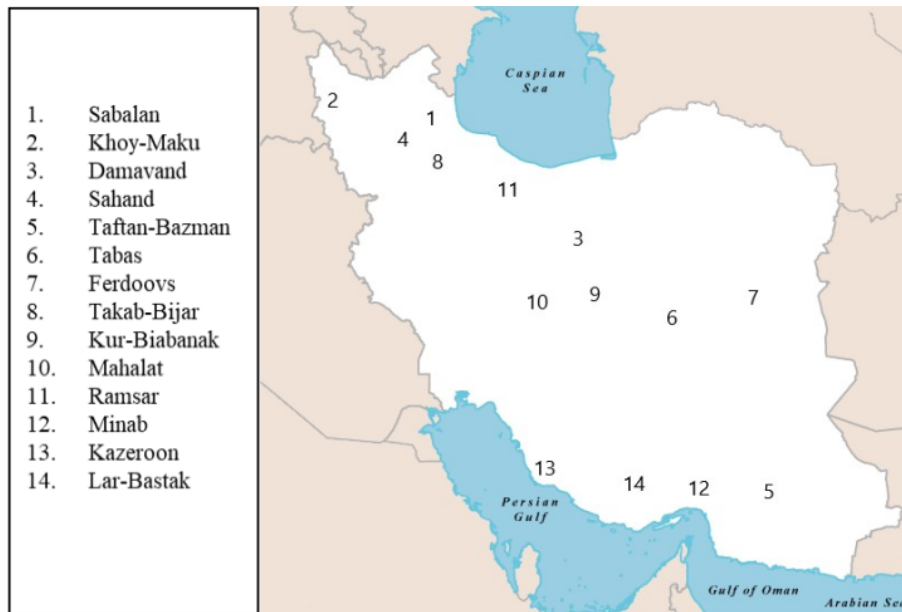 1. Sabalan
2. Khoy-Maku
3. Damavand
4. Sahand
5. Taftan-Bazman
6. Tabas
7. Ferdoovs
8. Takab-Bijar
9. Kur-Biabanak
10. Mahalat
11. Ramsar
12. Minab
13. Kazeroon
14. Lar-Bastak
Caspian
Sea
2
1
4
8
11
3
9
10
7
6
13
14
12
5
Persian
Gulf
Gulf of Oman
Arabian Sea